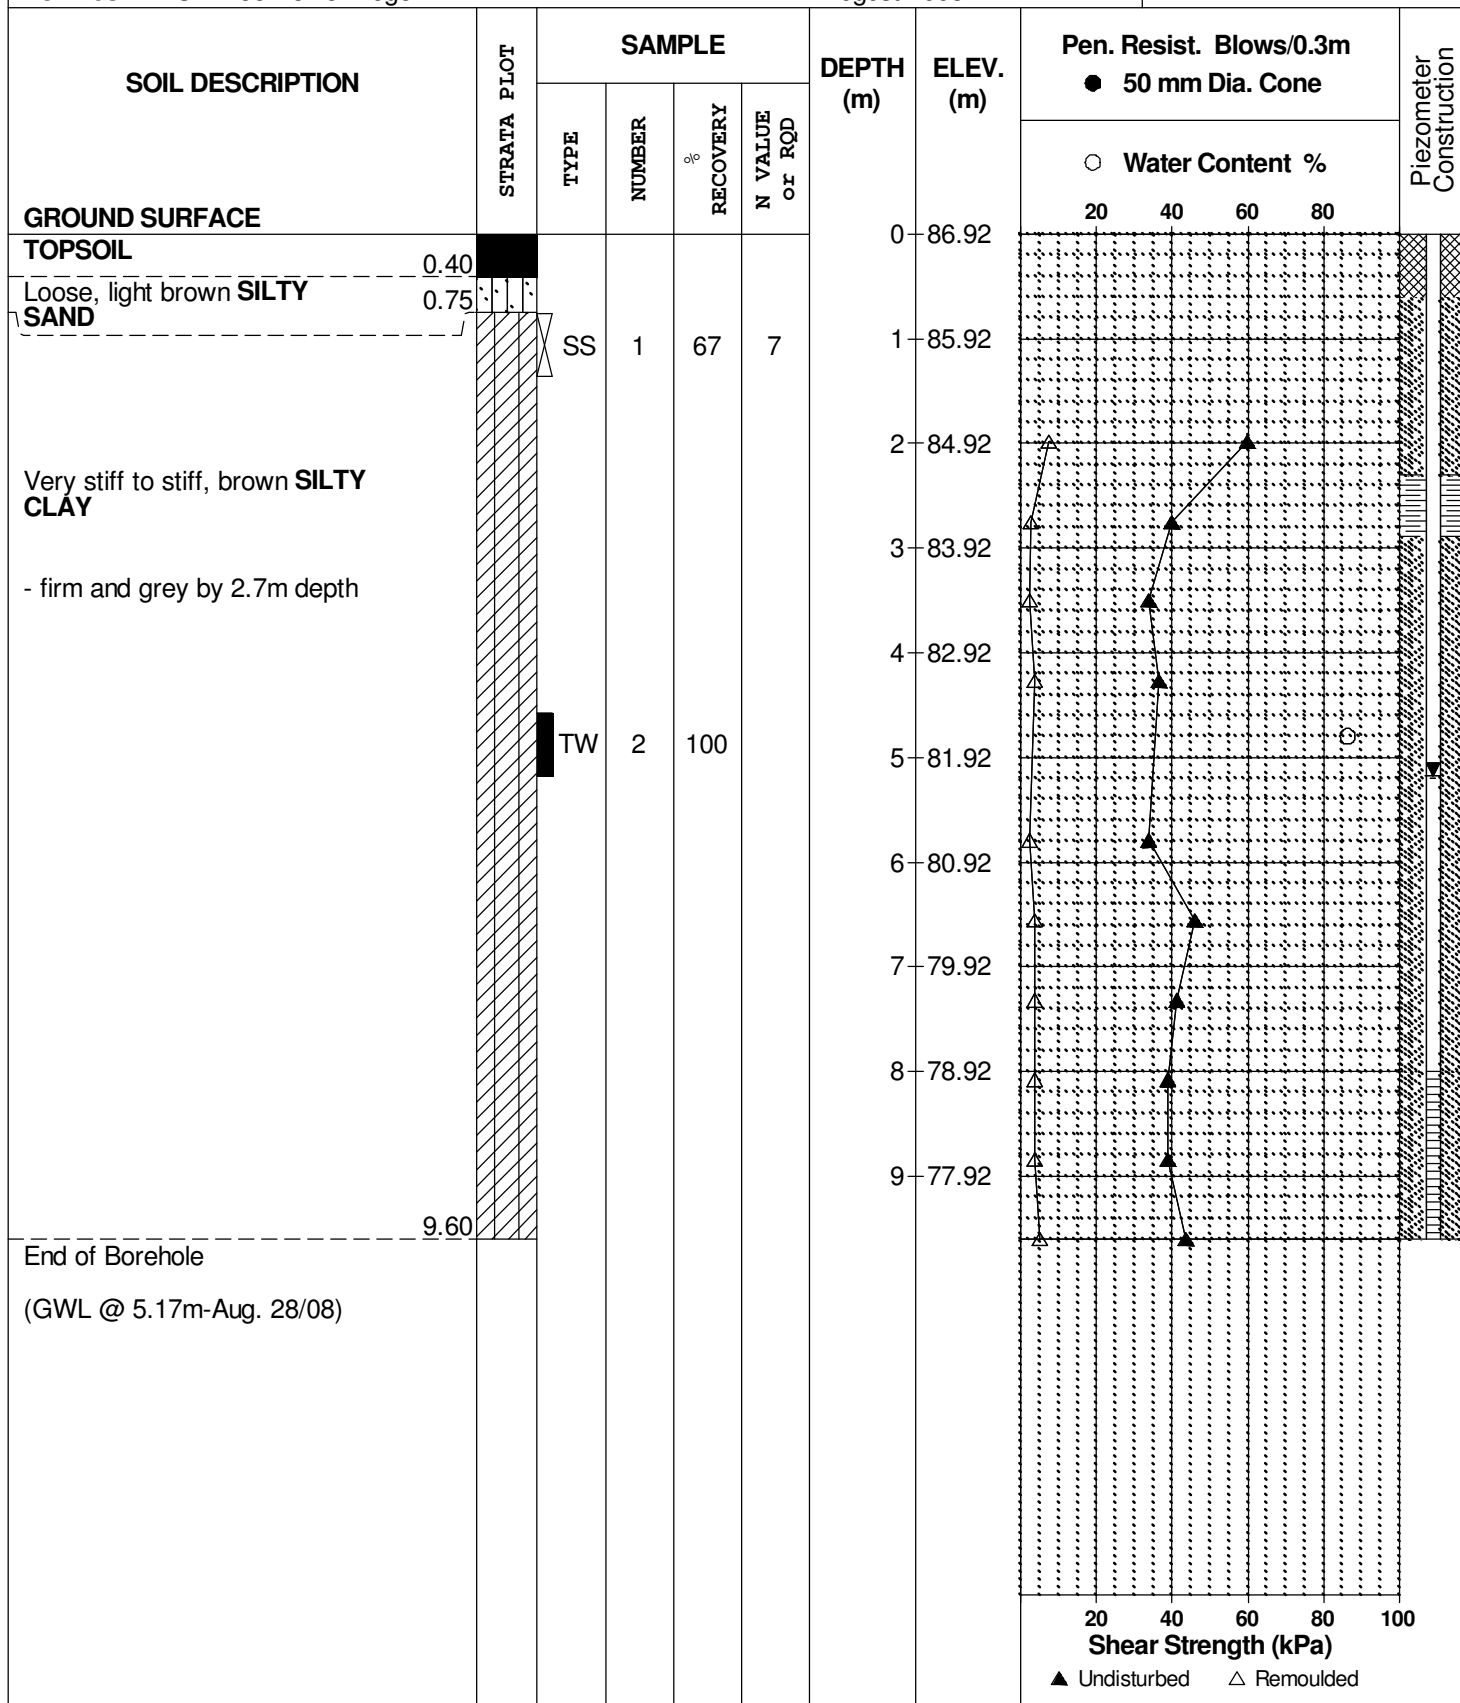 SOIL DESCRIPTION
STRATA PLOT
SAMPLE
TYPE
NUMBER
% RECOVERY
N VALUE
or RQD
DEPTH
(m)
ELEV.
(m)
Pen. Resist. Blows/0.3m
● 50 mm Dia. Cone
○ Water Content %
Piezometer
Construction
20 40 60 80
GROUND SURFACE
0 86.92
TOPSOIL
0.40
Loose, light brown SILTY
SAND
0.75
SS 1 67 7
1 85.92
2 84.92
Very stiff to stiff, brown SILTY
CLAY
3 83.92
- firm and grey by 2.7m depth
4 82.92
TW 2 100
5 81.92
6 80.92
7 79.92
8 78.92
9 77.92
9.60
End of Borehole
(GWL @ 5.17m-Aug. 28/08)
20 40 60 80 100
Shear Strength (kPa)
▲ Undisturbed △ Remoulded